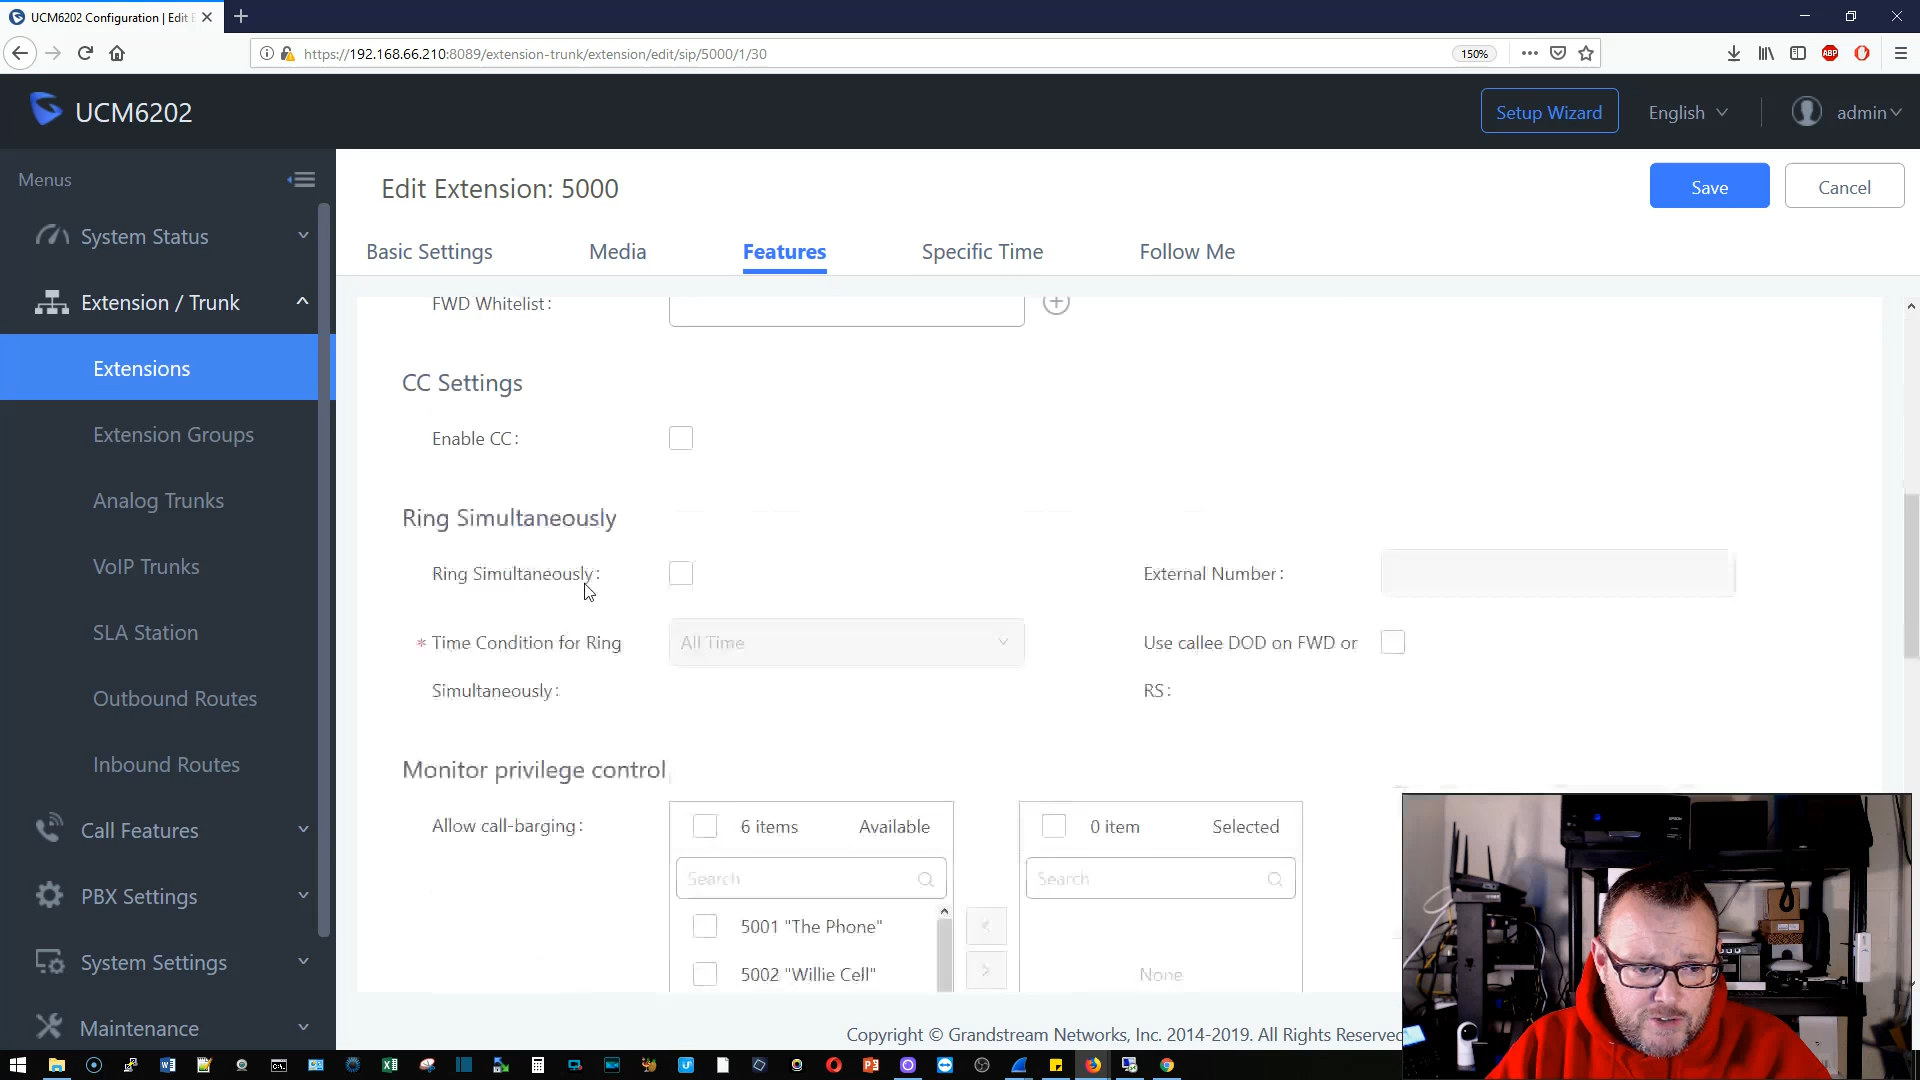 UCM6202 Configuration | Edit E
https://192.168.66.210:8089/extension-trunk/extension/edit/sip/5000/1/30
150%
ABP
UCM6202
Setup Wizard
English
admin
Menus
System Status
Extension / Trunk
Extensions
Extension Groups
Analog Trunks
VoIP Trunks
SLA Station
Outbound Routes
Inbound Routes
Call Features
PBX Settings
System Settings
Maintenance
Edit Extension: 5000
Save
Cancel
Basic Settings
Media
Features
Specific Time
Follow Me
FWD Whitelist:
CC Settings
Enable CC:
Ring Simultaneously
Ring Simultaneously:
External Number:
* Time Condition for Ring
Simultaneously:
All Time
Use callee DOD on FWD or
RS:
Monitor privilege control
Allow call-barging:
6 items
Available
Search
5001 "The Phone"
5002 "Willie Cell"
0 item
Selected
Search
None
Copyright © Grandstream Networks, Inc. 2014-2019. All Rights Reserved